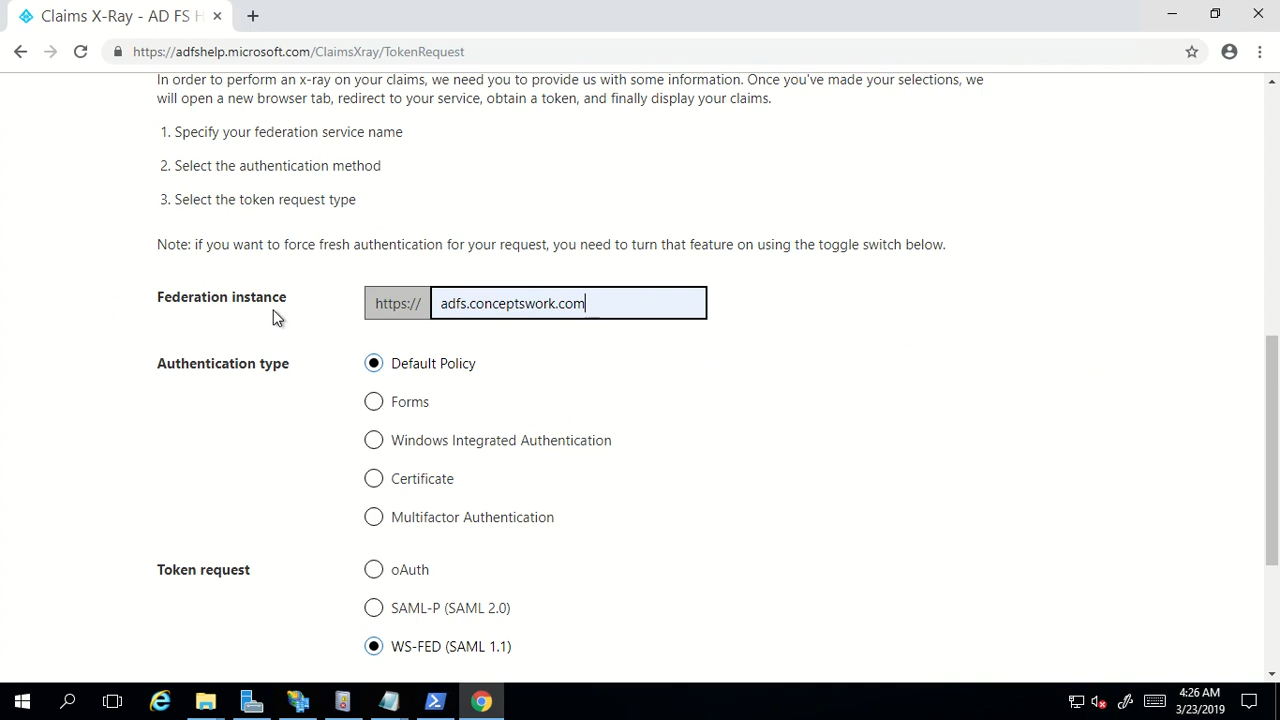 Claims X-Ray - AD FS H
https://adfshelp.microsoft.com/ClaimsXray/TokenRequest
In order to perform an x-ray on your claims, we need you to provide us with some information. Once you've made your selections, we
will open a new browser tab, redirect to your service, obtain a token, and finally display your claims.
1. Specify your federation service name
2. Select the authentication method
3. Select the token request type
Note: if you want to force fresh authentication for your request, you need to turn that feature on using the toggle switch below.
Federation instance
https://
adfs.conceptswork.com
Authentication type
Default Policy
Forms
Windows Integrated Authentication
Certificate
Multifactor Authentication
Token request
oAuth
SAML-P (SAML 2.0)
WS-FED (SAML 1.1)
4:26 AM
3/23/2019